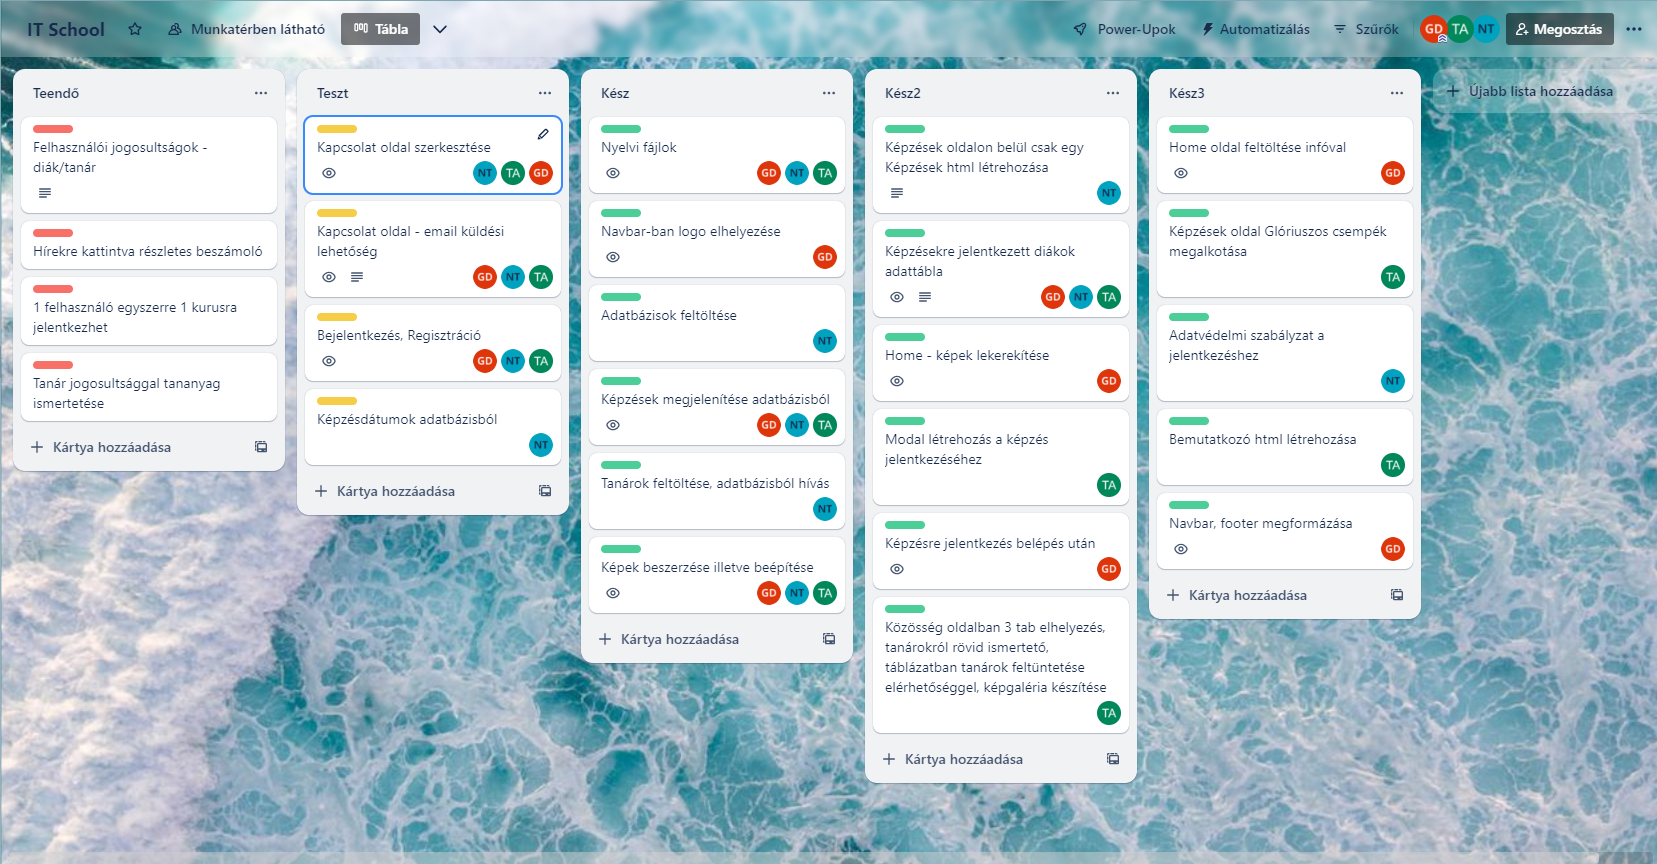 IT School
Munkatérben látható
Tábla
Power-Upok
Automatizálás
Szűrők
GD
TA
NT
Megosztás
Teendő
Felhasználói jogosultságok -
diák/tanár
Hírekre kattintva részletes beszámoló
1 felhasználó egyszerre 1 kurusra
jelentkezhet
Tanár jogosultsággal tananyag
ismertetése
Kártya hozzáadása
Teszt
Kapcsolat oldal szerkesztése
NT TA GD
Kapcsolat oldal - email küldési
lehetőség
GD NT TA
Bejelentkezés, Regisztráció
GD NT TA
Képzésdátumok adatbázisból
NT
Kártya hozzáadása
Kész
Nyelvi fájlok
GD NT TA
Navbar-ban logo elhelyezése
GD
Adatbázisok feltöltése
NT
Képzések megjelenítése adatbázisból
GD NT TA
Tanárok feltöltése, adatbázisból hívás
NT
Képek beszerzése illetve beépítése
GD NT TA
Kártya hozzáadása
Kész2
Képzések oldalon belül csak egy
Képzések html létrehozása
NT
Képzésekre jelentkezett diákok
adattábla
GD NT TA
Home - képek lekerekítése
GD
Modal létrehozás a képzés
jelentkezéséhez
TA
Képzésre jelentkezés belépés után
GD
Közösség oldalban 3 tab elhelyezés,
tanárokról rövid ismertető,
táblázatban tanárok feltüntetése
elérhetőséggel, képgaléria készítése
TA
Kártya hozzáadása
Kész3
Home oldal feltöltése infóval
GD
Képzések oldal Glóriuszos csempék
megalkotása
TA
Adatvédelmi szabályzat a
jelentkezéshez
NT
Bemutatkozó html létrehozása
TA
Navbar, footer megformázása
GD
Kártya hozzáadása
Újabb lista hozzáadása